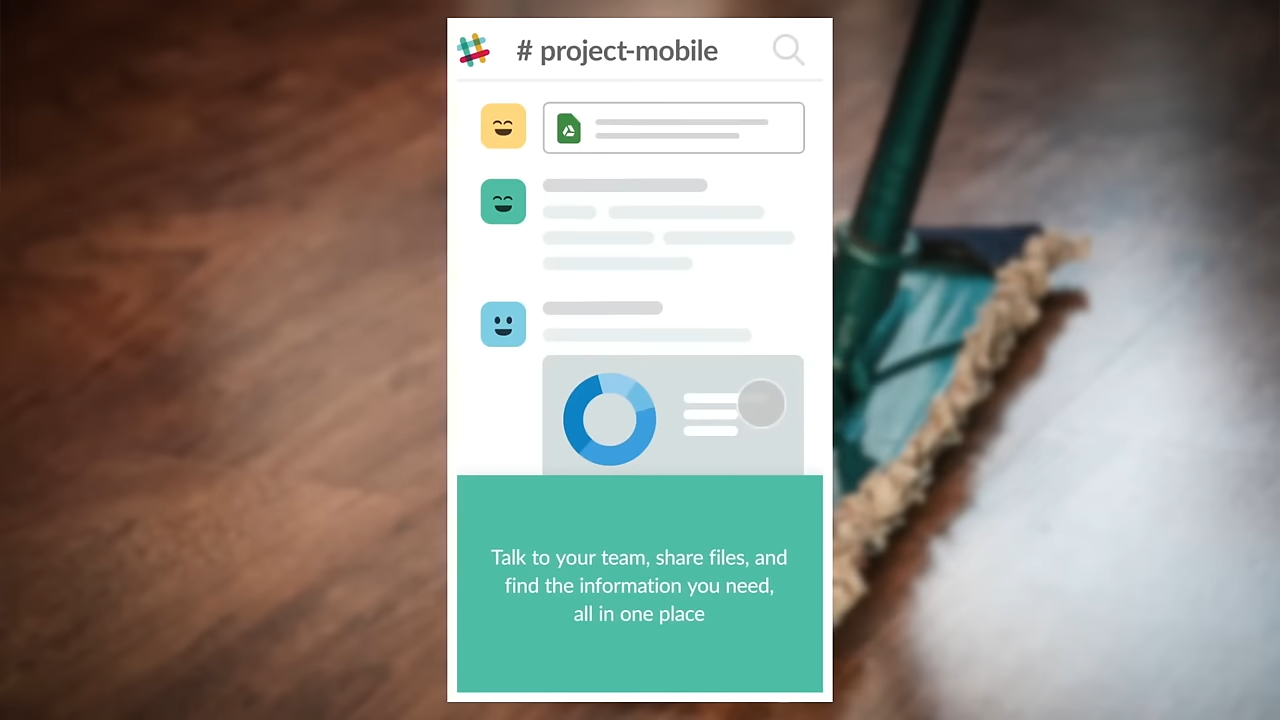 # project-mobile
Talk to your team, share files, and
find the information you need,
all in one place